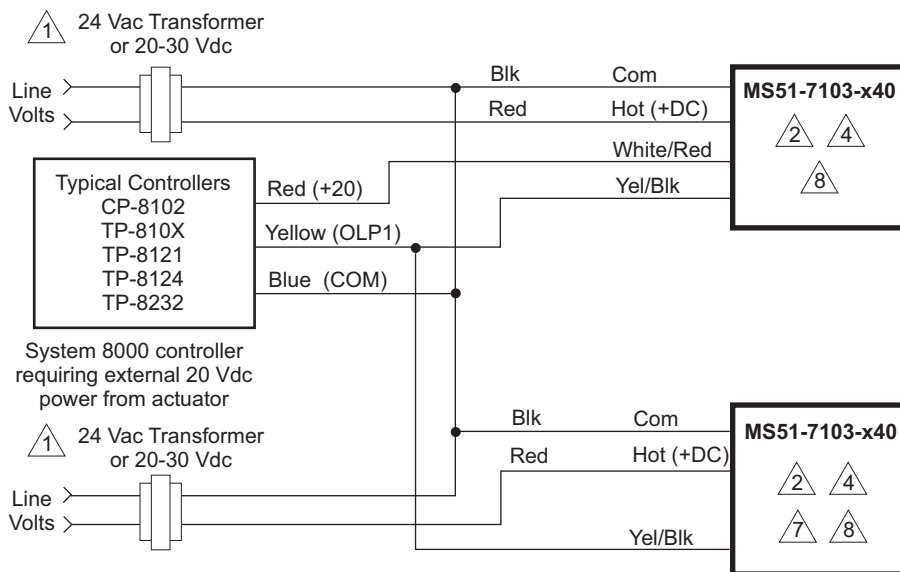 1
24 Vac Transformer
or 20-30 Vdc
Line
Volts
Blk
Com
Red
Hot (+DC)
White/Red
Yel/Blk
MS51-7103-x40
2
4
8
Typical Controllers
CP-8102
TP-810X
TP-8121
TP-8124
TP-8232
Red (+20)
Yellow (OLP1)
Blue (COM)
System 8000 controller
requiring external 20 Vdc
power from actuator
1
24 Vac Transformer
or 20-30 Vdc
Line
Volts
Blk
Com
Red
Hot (+DC)
Yel/Blk
MS51-7103-x40
2
4
7
8